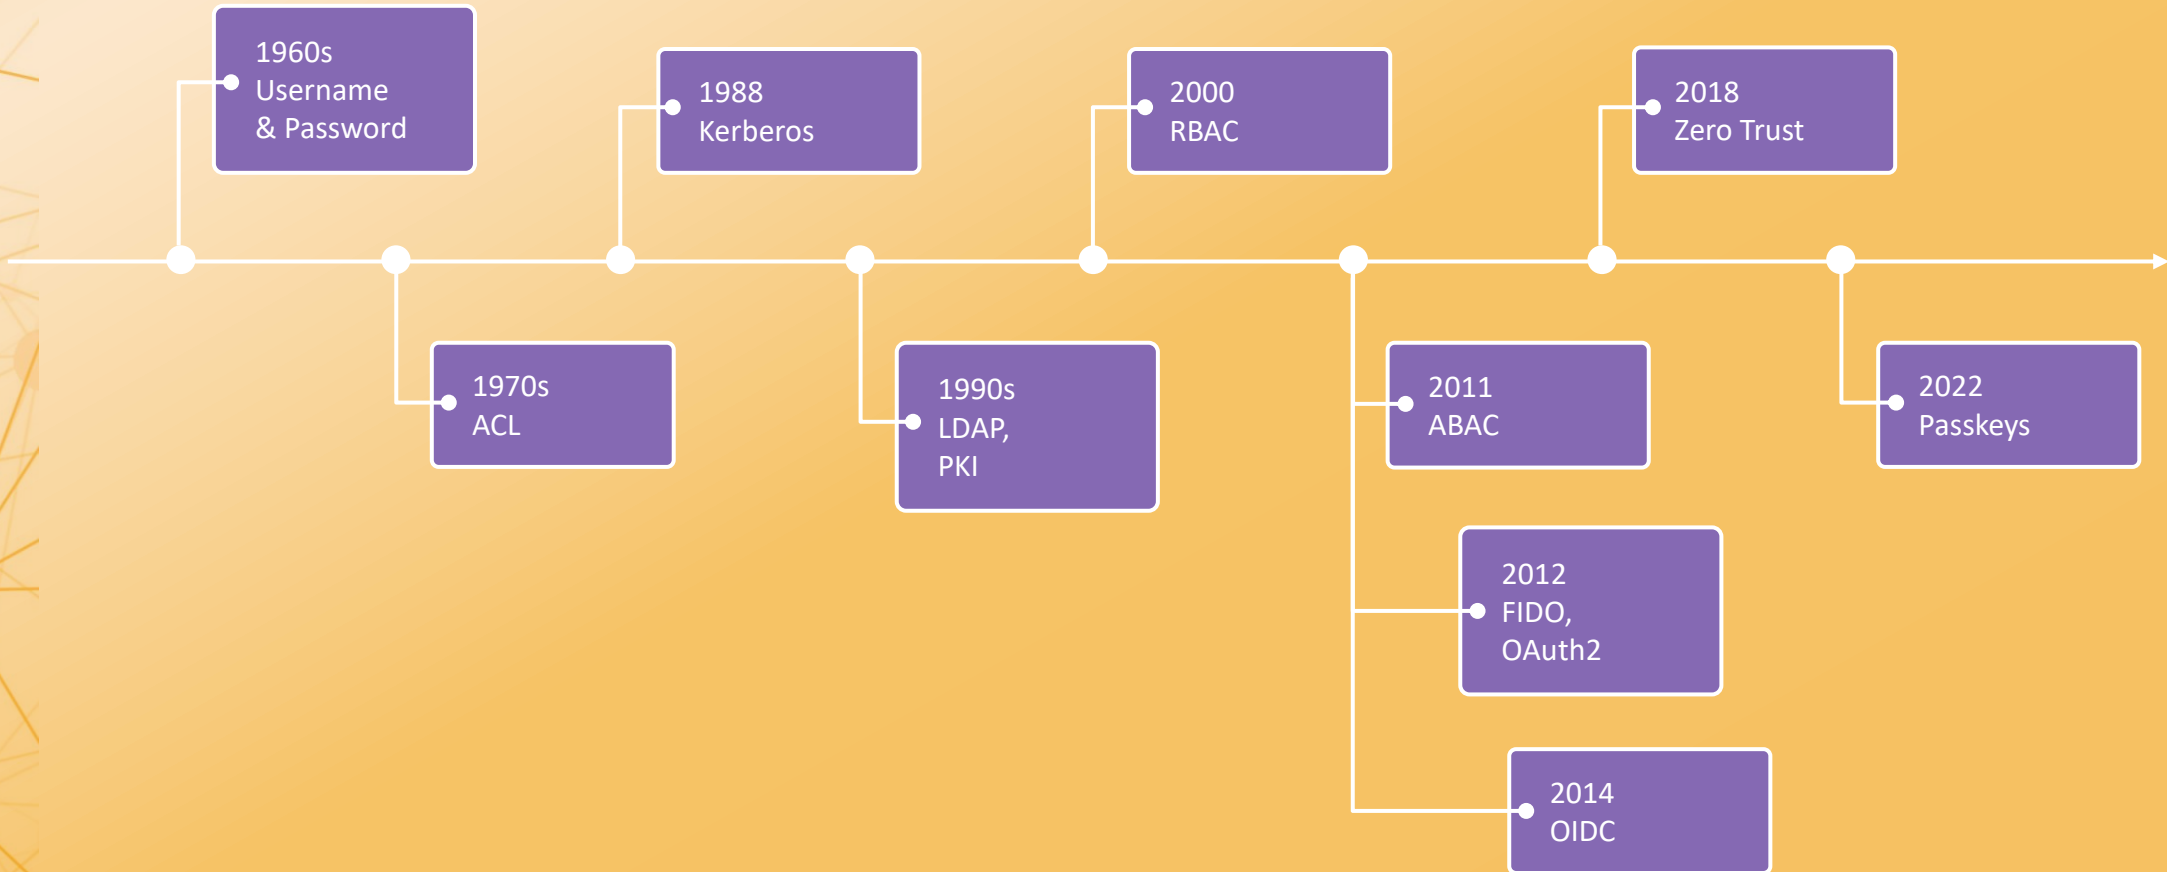 1960s
Username
& Password
1970s
ACL
1988
Kerberos
1990s
LDAP,
PKI
2000
RBAC
2011
ABAC
2012
FIDO,
OAuth2
2014
OIDC
2018
Zero Trust
2022
Passkeys